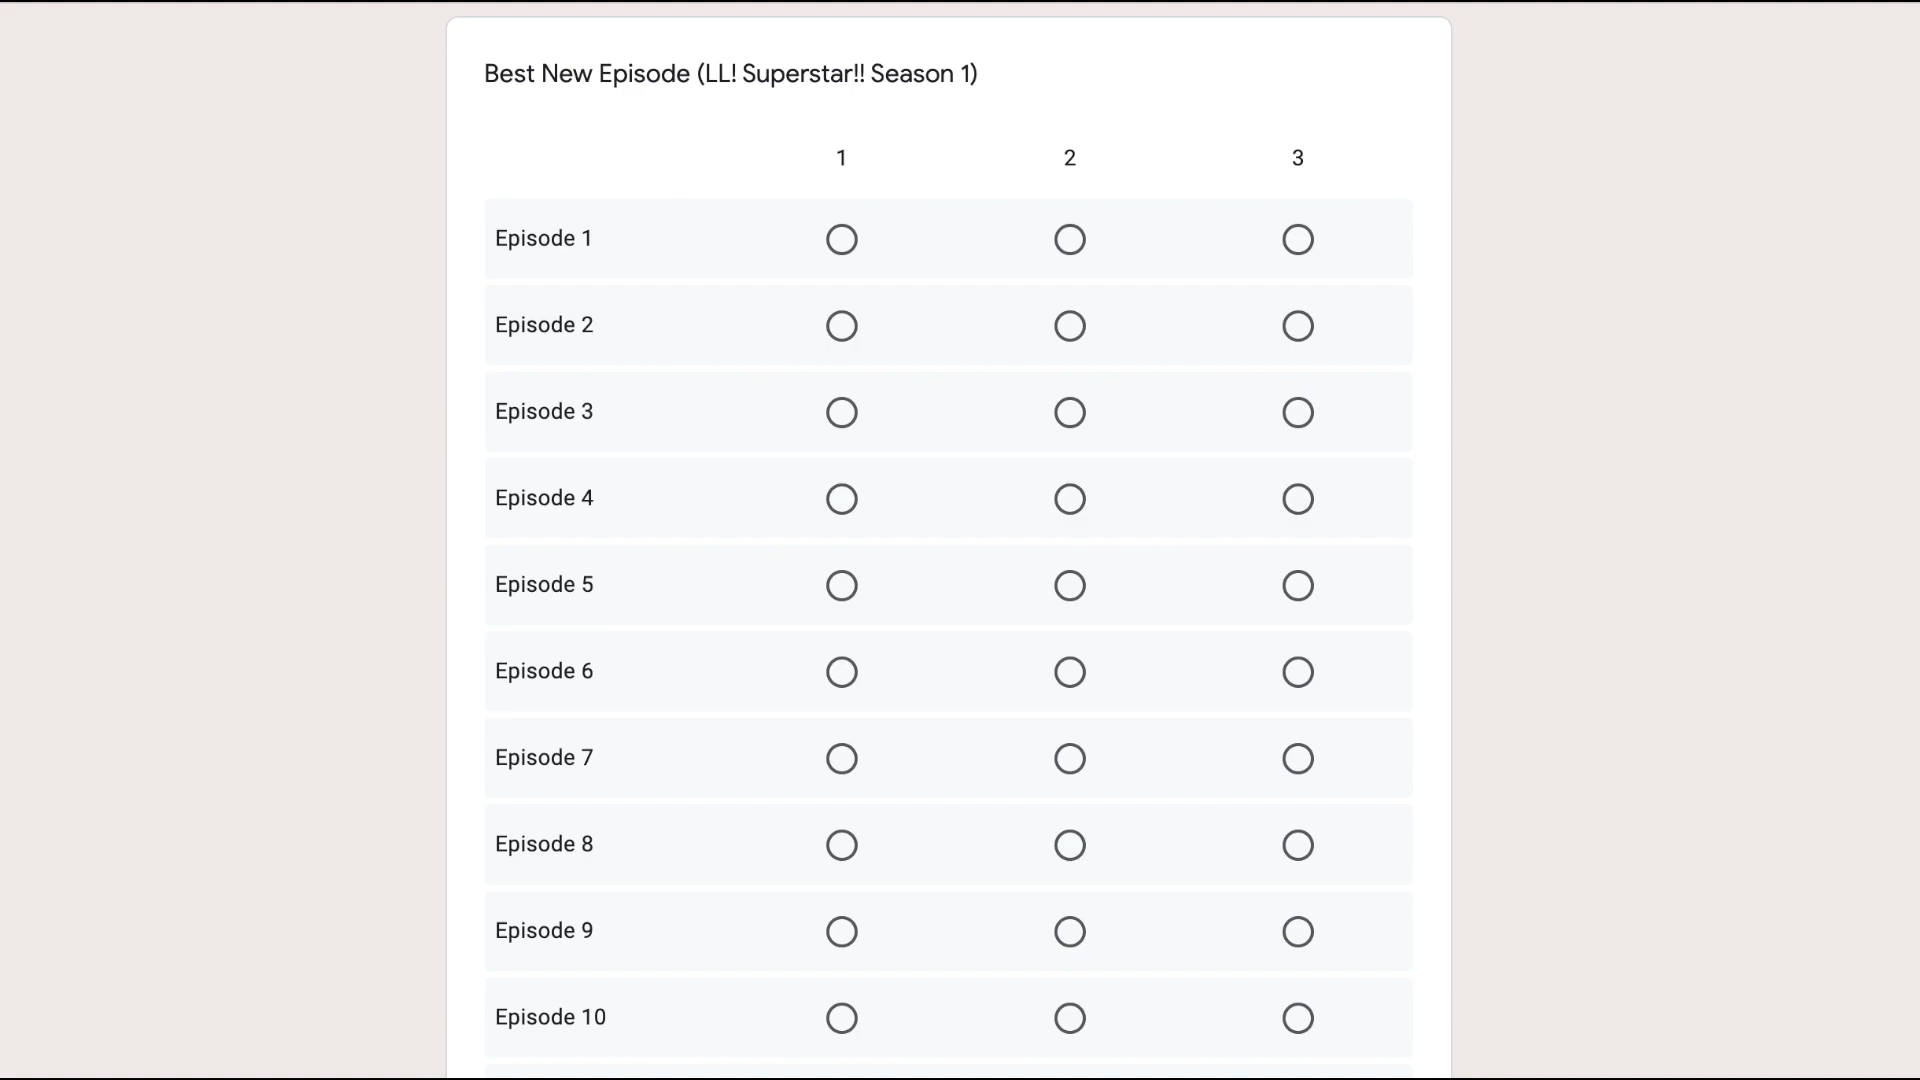 Best New Episode (LL! Superstar!! Season 1)
1 2 3
Episode 1
Episode 2
Episode 3
Episode 4
Episode 5
Episode 6
Episode 7
Episode 8
Episode 9
Episode 10